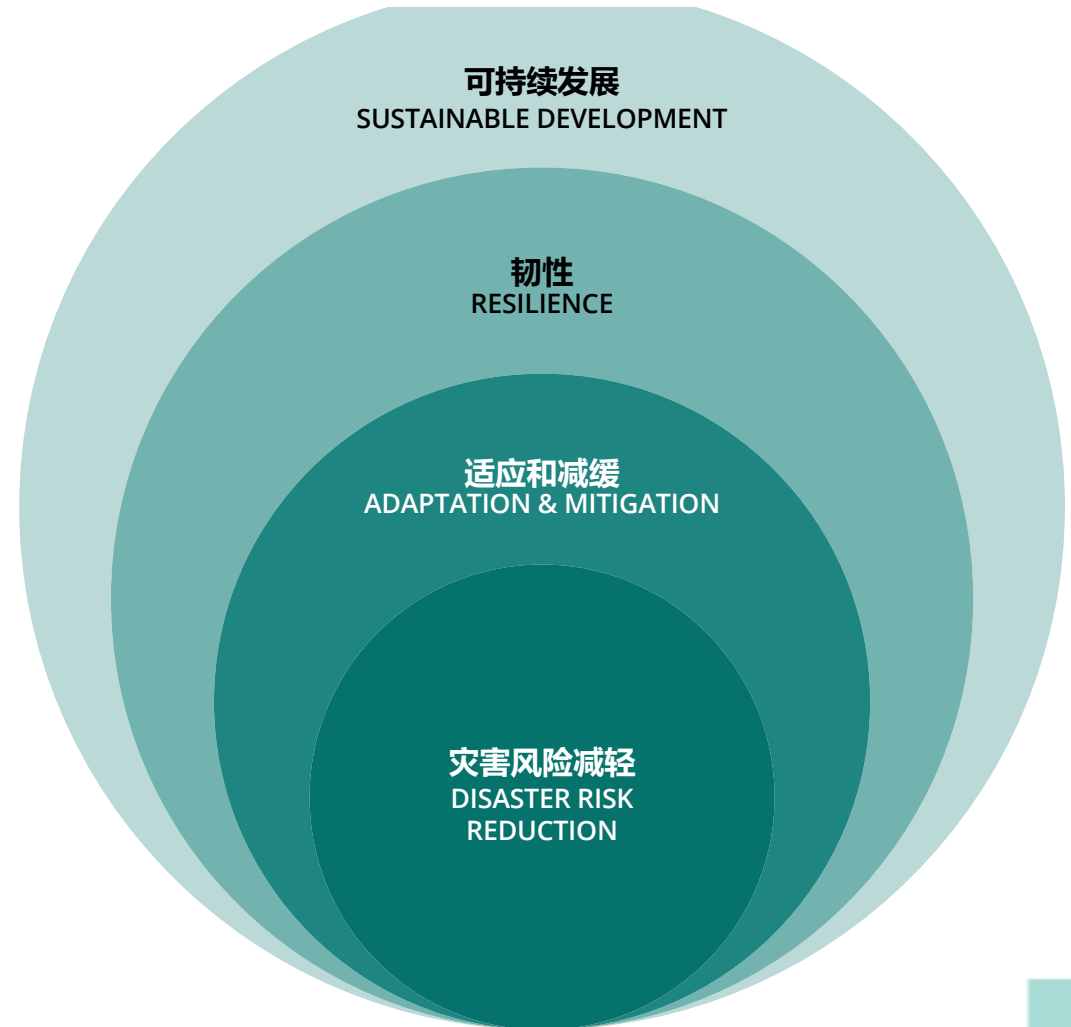 可持续发展
SUSTAINABLE DEVELOPMENT
韧性
RESILIENCE
适应和减缓
ADAPTATION & MITIGATION
灾害风险减轻
DISASTER RISK
REDUCTION